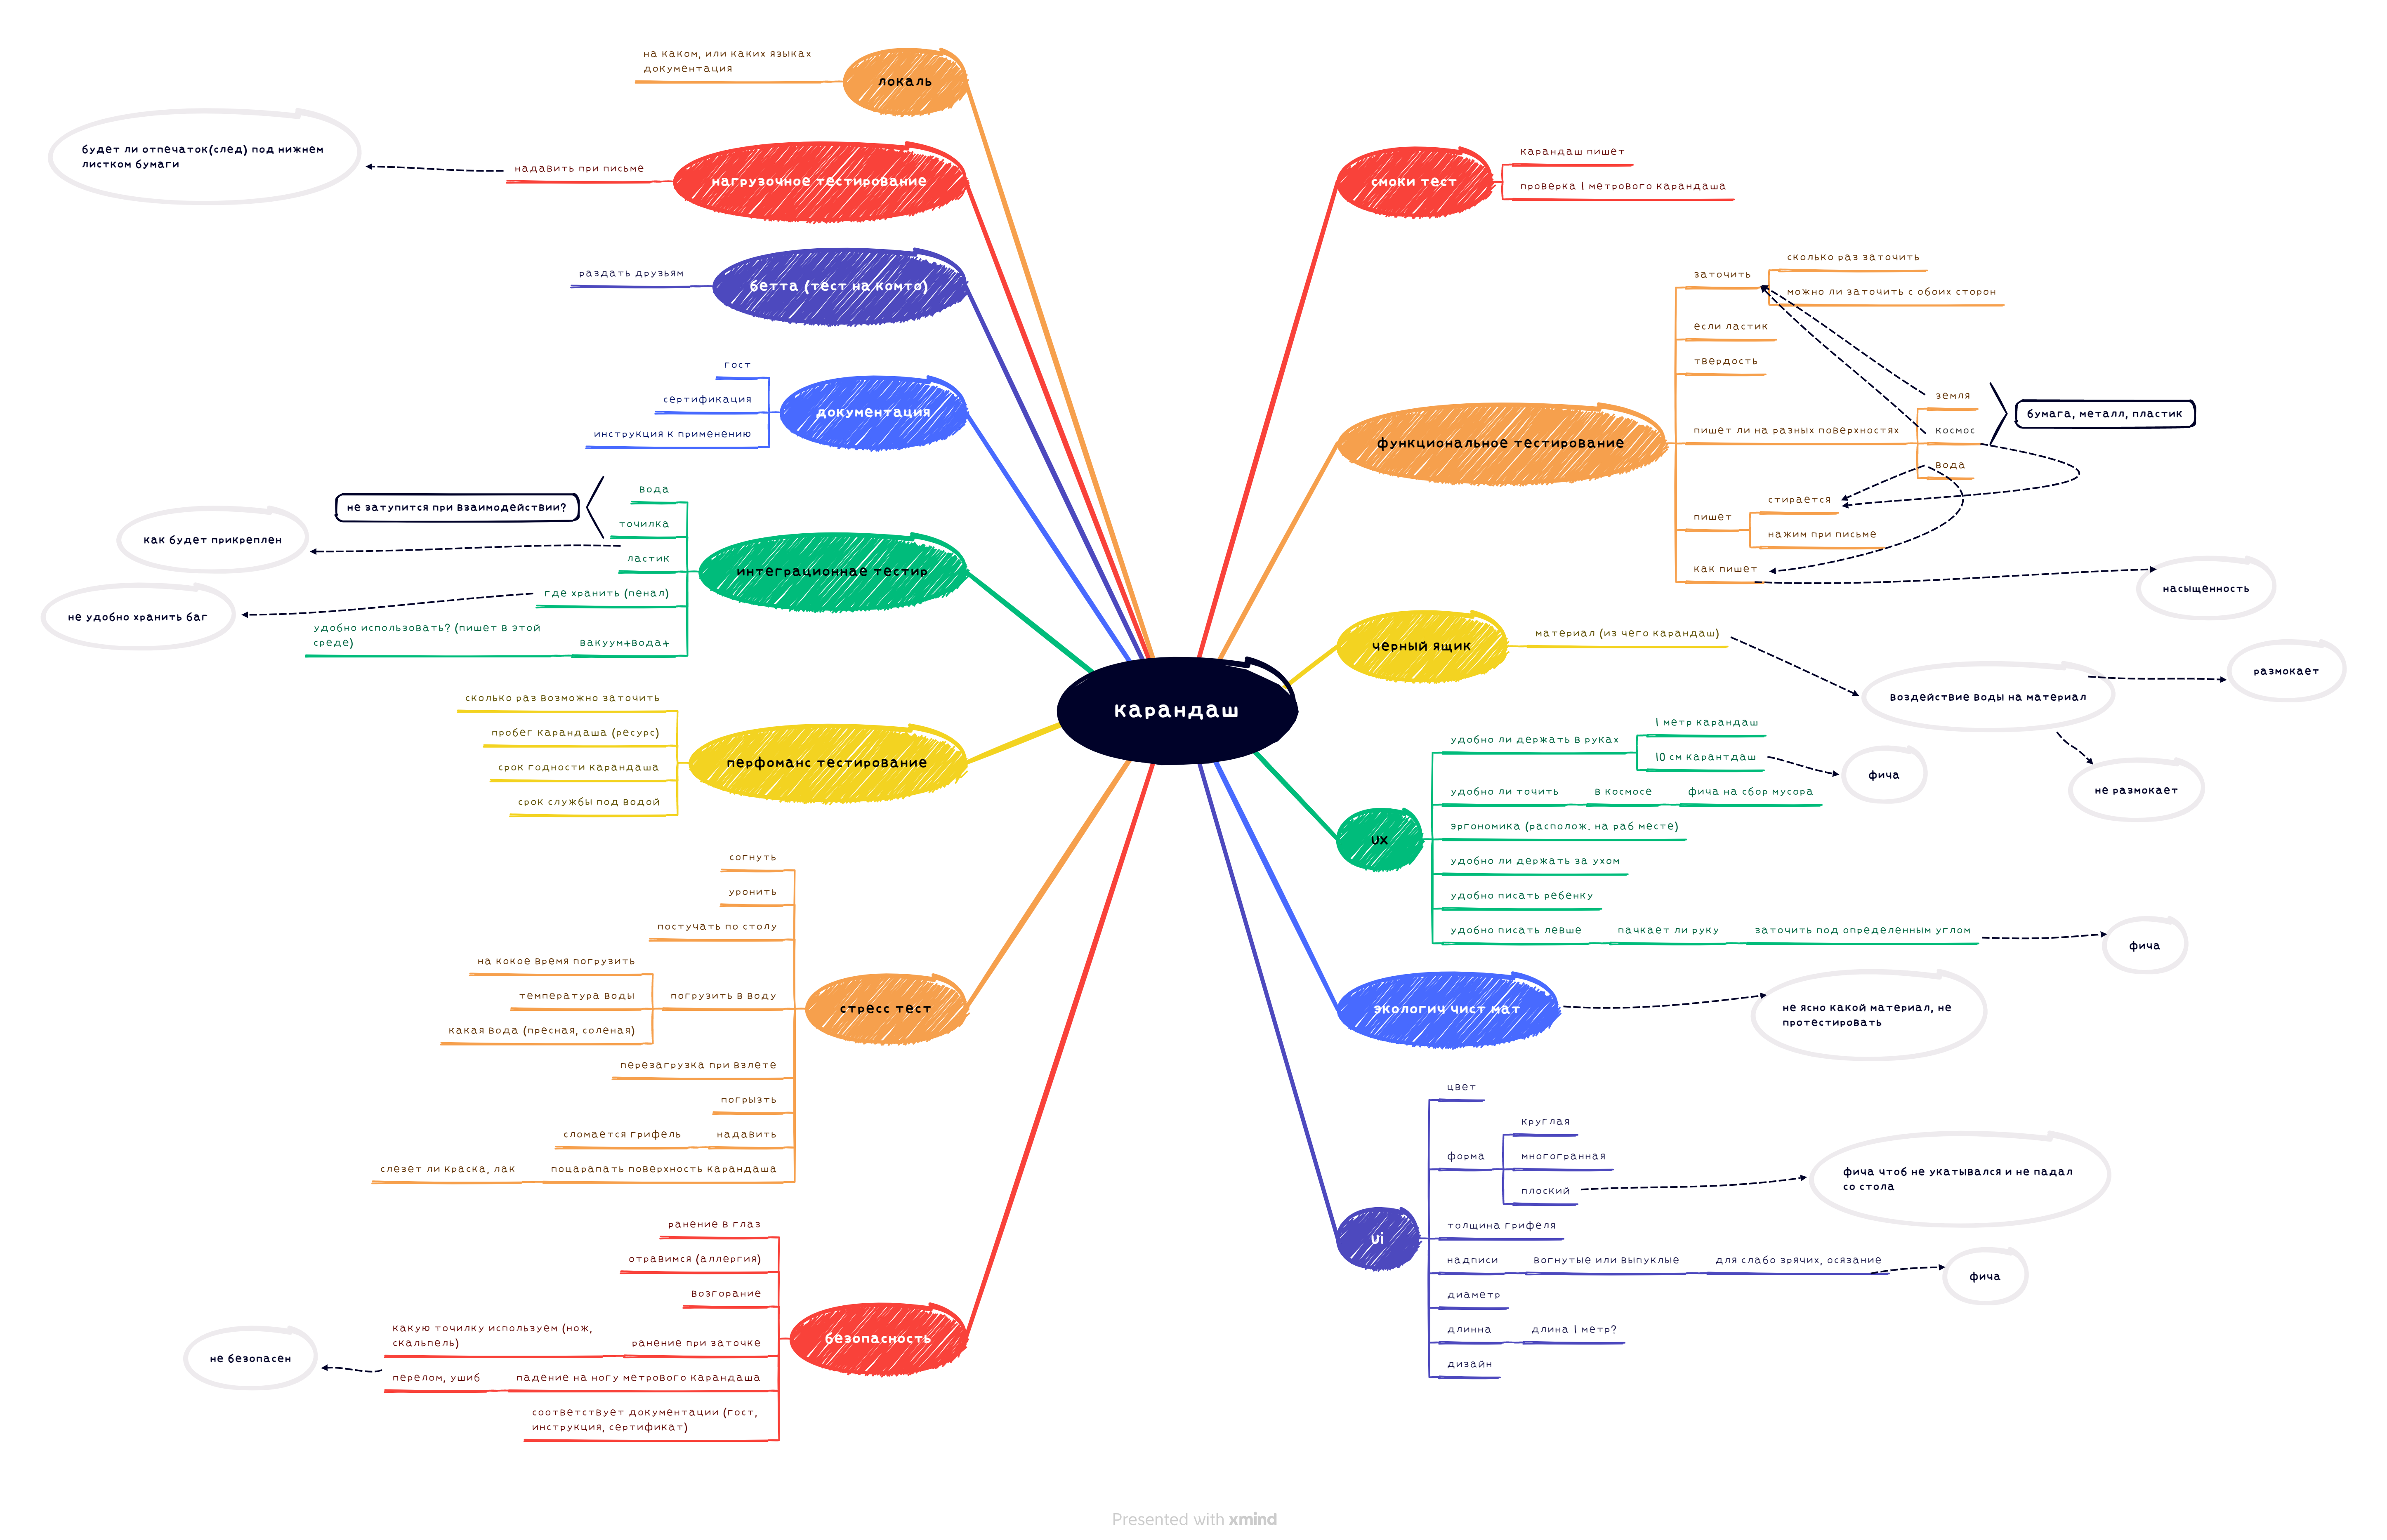 на каком, или каких языках
документация
локаль
будет ли отпечаток(след) под нижнем
листком бумаги
надавить при письме
нагрузочное тестирование
раздать друзьям
бетта (тест на комто)
гост
сертификация
инструкция к применению
документация
вода
не затупится при взаимодействии?
точилка
как будет прикреплен
ластик
интеграционнае тестир
где хранить (пенал)
не удобно хранить баг
удобно использовать? (пишет в этой
среде)
вакуум+вода+
сколько раз возможно заточить
пробег карандаша (ресурс)
срок годности карандаша
срок службы под водой
перфоманс тестирование
согнуть
уронить
постучать по столу
на кокое время погрузить
температура воды
какая вода (пресная, соленая)
погрузить в воду
стресс тест
перезагрузка при взлете
погрызть
сломается грифель
надавить
слезет ли краска, лак
поцарапать поверхность карандаша
ранение в глаз
отравимся (аллергия)
возгорание
какую точилку используем (нож,
скальпель)
ранение при заточке
безопасность
не безопасен
перелом, ушиб
падение на ногу метрового карандаша
соответствует документации (гост,
инструкция, сертификат)
карандаш
смоки тест
карандаш пишет
проверка 1 метрового карандаша
функциональное тестирование
заточить
сколько раз заточить
можно ли заточить с обоих сторон
если ластик
твердость
пишет ли на разных поверхностях
земля
космос
вода
бумага, металл, пластик
пишет
стирается
нажим при письме
как пишет
насыщенность
черный ящик
материал (из чего карандаш)
воздействие воды на материал
размокает
не размокает
ux
удобно ли держать в руках
1 метр карандаш
10 см карантдаш
фича
удобно ли точить
в космосе
фича на сбор мусора
эргономика (располож. на раб месте)
удобно ли держать за ухом
удобно писать ребенку
удобно писать левше
пачкает ли руку
заточить под определенным углом
фича
экологич чист мат
не ясно какой материал, не
протестировать
ui
цвет
форма
круглая
многогранная
плоский
фича чтоб не укатывался и не падал
со стола
толщина грифеля
надписи
вогнутые или выпуклые
для слабо зрячих, осязание
фича
диаметр
длинна
длина 1 метр?
дизайн
Presented with xmind